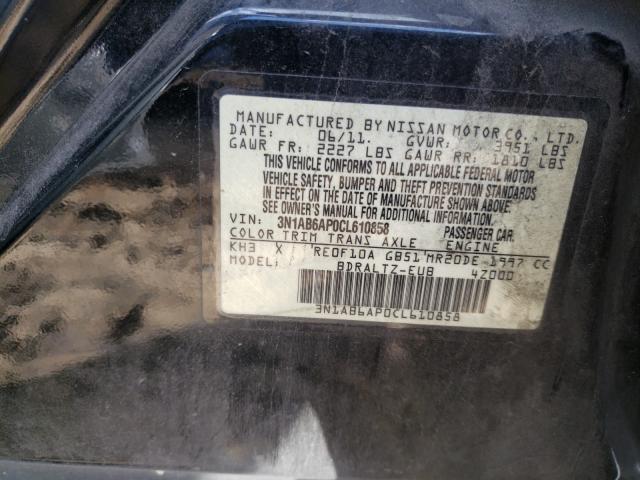 MANUFACTURED BY NISSAN MOTOR CO., LTD.
DATE: 06/11. GVWR: 3951 LBS
GAWR FR: 2227 LBS GAWR RR: 1810 LBS
THIS VEHICLE CONFORMS TO ALL APPLICABLE FEDERAL MOTOR
VEHICLE SAFETY, BUMPER AND THEFT PREVENTION STANDARDS
IN EFFECT ON THE DATE OF MANUFACTURE SHOWN ABOVE.
SEE OWNER'S MANUAL FOR ADDITIONAL INFORMATION.
VIN: 3N1AB6AP0CL610858 PASSENGER CAR.
COLOR TRIM TRANS AXLE ENGINE
KH3 X RE0F10A GB51 MR20DE 1997 CC
MODEL: BDRALTZ-EUB 4Z000
3N1AB6AP0CL610858